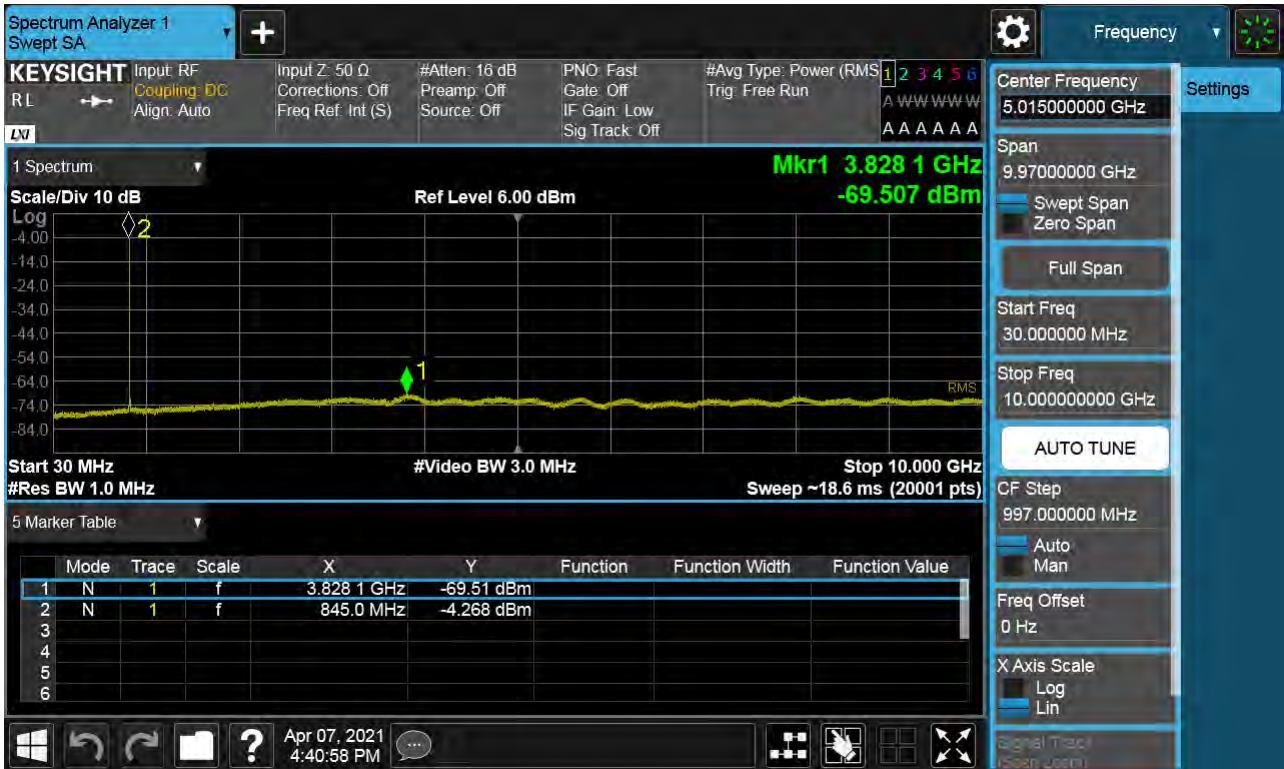 Spectrum Analyzer 1
Swept SA
+
Frequency
KEYSIGHT
R L
LXI
Input: RF
Coupling: DC
Align: Auto
Input Z: 50 Ω
Corrections: Off
Freq Ref: Int (S)
#Atten: 16 dB
Preamp: Off
Source: Off
PNO: Fast
Gate: Off
IF Gain: Low
Sig Track: Off
#Avg Type: Power (RMS
Trig: Free Run
1 2 3 4 5 6
A W W W W W
A A A A A A
1 Spectrum
Mkr1 3.828 1 GHz
Scale/Div 10 dB
Ref Level 6.00 dBm
-69.507 dBm
Log
-4.00
-14.0
-24.0
-34.0
-44.0
-54.0
-64.0
-74.0
-84.0
2
1
RMS
Start 30 MHz
#Video BW 3.0 MHz
Stop 10.000 GHz
#Res BW 1.0 MHz
Sweep ~18.6 ms (20001 pts)
5 Marker Table
Mode Trace Scale X Y Function Function Width Function Value
1 N 1 f 3.828 1 GHz -69.51 dBm
2 N 1 f 845.0 MHz -4.268 dBm
3
4
5
6
Apr 07, 2021
4:40:58 PM
?
Center Frequency
5.015000000 GHz
Settings
Span
9.97000000 GHz
Swept Span
Zero Span
Full Span
Start Freq
30.000000 MHz
Stop Freq
10.000000000 GHz
AUTO TUNE
CF Step
997.000000 MHz
Auto
Man
Freq Offset
0 Hz
X Axis Scale
Log
Lin
Signal Track
(Span Zoom)